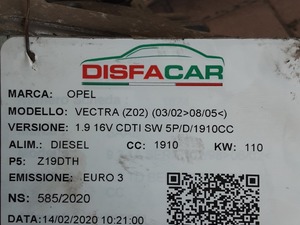 DISFACAR
MARCA: OPEL
MODELLO: VECTRA (Z02) (03/02>08/05<)
VERSIONE: 1.9 16V CDTI SW 5P/D/1910CC
ALIM.: DIESEL CC: 1910 KW: 110
P5: Z19DTH
EMISSIONE: EURO 3
NS: 585/2020
DATA:14/02/2020 10:21:00